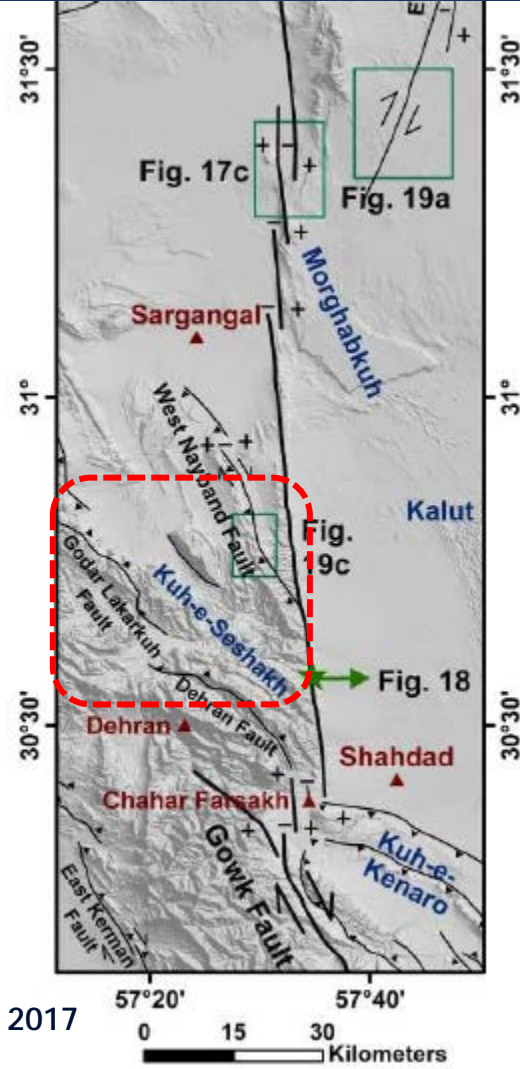 E
+
31°30'
31°30'
+
−
+
Fig. 17c
Fig. 19a
−
+
Morghabkuh
Sargangal
−
+
31°
31°
West Nayband Fault
+
−
+
Kalut
Fig.
19c
Godar Lakarkuh
Fault
Kuh-e-Seshakh
Fig. 18
Dehran Fault
30°30'
30°30'
Dehran
Shahdad
+
−
Chahar Farsakh
+
−
+
+
Kuh-e-
Kenaro
Gowk Fault
East Kerman
Fault
57°20'
57°40'
2017
0
15
30
Kilometers